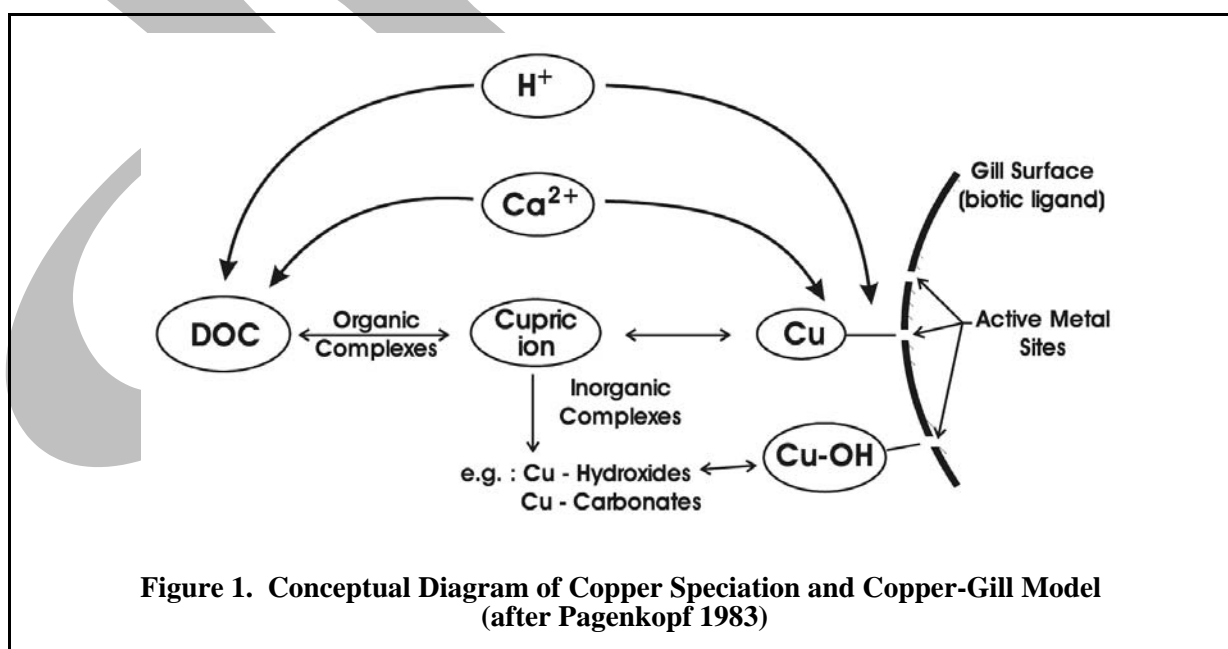 H⁺
Ca²⁺
Gill Surface
(biotic ligand)
DOC
Organic
Complexes
Cupric
ion
Cu
Active Metal
Sites
Inorganic
Complexes
e.g. : Cu - Hydroxides
Cu - Carbonates
Cu-OH
Figure 1. Conceptual Diagram of Copper Speciation and Copper-Gill Model
(after Pagenkopf 1983)